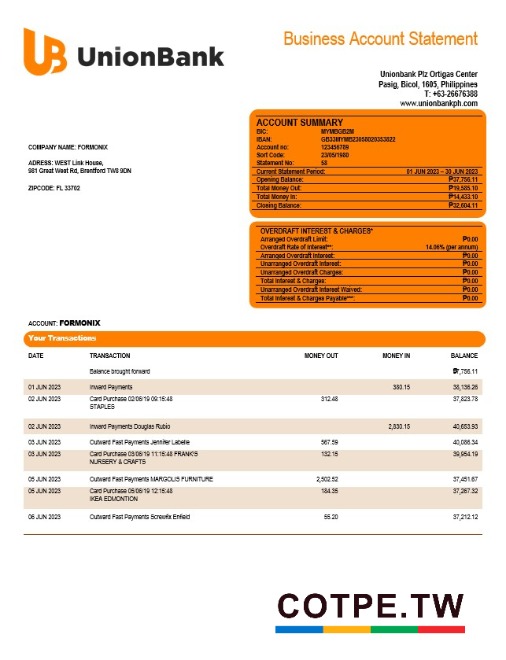 UB UnionBank
Business Account Statement
Unionbank Plz Ortigas Center
Pasig, Bicol, 1605, Philippines
T: +63-26676388
www.unionbankph.com
COMPANY NAME: FORMONIX
ADRESS: WEST Link House,
981 Great West Rd, Brentford TW8 9DN
ZIPCODE: FL 33702
ACCOUNT SUMMARY
BIC: MYMBGB2M
IBAN:
Account no: 123456789
Sort Code: 23/05/1980
Statement No: 58
Current Statement Period: 01 JUN 2023 – 30 JUN 2023
Opening Balance: ₱37,756.11
Total Money Out: ₱19,585.10
Total Money In: ₱14,433.10
Closing Balance: ₱32,604.11
OVERDRAFT INTEREST & CHARGES*
Arranged Overdraft Limit: ₱0.00
Overdraft Rate of Interest**: 14.06% (per annum)
Arranged Overdraft Interest: ₱0.00
Unarranged Overdraft Interest: ₱0.00
Unarranged Overdraft Charges: ₱0.00
Total Interest & Charges: ₱0.00
Unarranged Overdraft Interest Waived: ₱0.00
Total Interest & Charges Payable***: ₱0.00
ACCOUNT: FORMONIX
Your Transactions
DATE TRANSACTION MONEY OUT MONEY IN BALANCE
Balance brought forward
01 JUN 2023 Inward Payments 380.15 38,136.26
02 JUN 2023 Card Purchase 02/06/19 09:15:48 312.48 37,823.78
STAPLES
02 JUN 2023 Inward Payments Douglas Rubio 2,830.15 40,653.93
03 JUN 2023 Outward Fast Payments Jennifer Labelle 567.59 40,086.34
03 JUN 2023 Card Purchase 03/06/19 11:15:48 FRANK'S 132.15 39,954.19
NURSERY & CRAFTS
05 JUN 2023 Outward Fast Payments MARGOLIS FURNITURE 2,502.52 37,451.67
05 JUN 2023 Card Purchase 05/06/19 12:15:48 184.35 37,267.32
IKEA EDMONTION
06 JUN 2023 Outward Fast Payments Screwfix Enfield 55.20 37,212.12
COTPE.TW